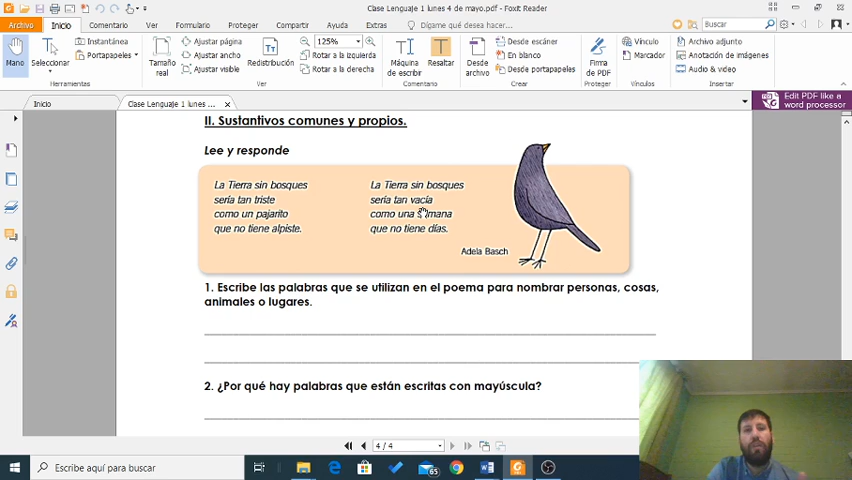 Clase Lenguaje 1 lunes 4 de mayo.pdf - Foxit Reader
Archivo Inicio Comentario Ver Formulario Proteger Compartir Ayuda Extras Dígame qué desea hacer... Buscar
Mano
Seleccionar
Instantánea
Portapapeles
Herramientas
Tamaño real
Ajustar página
Ajustar ancho
Ajustar visible
Redistribución
125%
Rotar a la izquierda
Rotar a la derecha
Ver
Máquina de escribir
Resaltar
Comentario
Desde archivo
Desde escáner
En blanco
Desde portapapeles
Crear
Firma de PDF
Proteger
Vínculo
Marcador
Vínculos
Archivo adjunto
Anotación de imágenes
Audio & video
Insertar
Inicio
Clase Lenguaje 1 lunes 4 de mayo....
Edit PDF like a
word processor
II. Sustantivos comunes y propios.
Lee y responde
La Tierra sin bosques
sería tan triste
como un pajarito
que no tiene alpiste.
La Tierra sin bosques
sería tan vacía
como una semana
que no tiene días.
Adela Basch
1. Escribe las palabras que se utilizan en el poema para nombrar personas, cosas,
animales o lugares.
2. ¿Por qué hay palabras que están escritas con mayúscula?
4 / 4
Escribe aquí para buscar
65